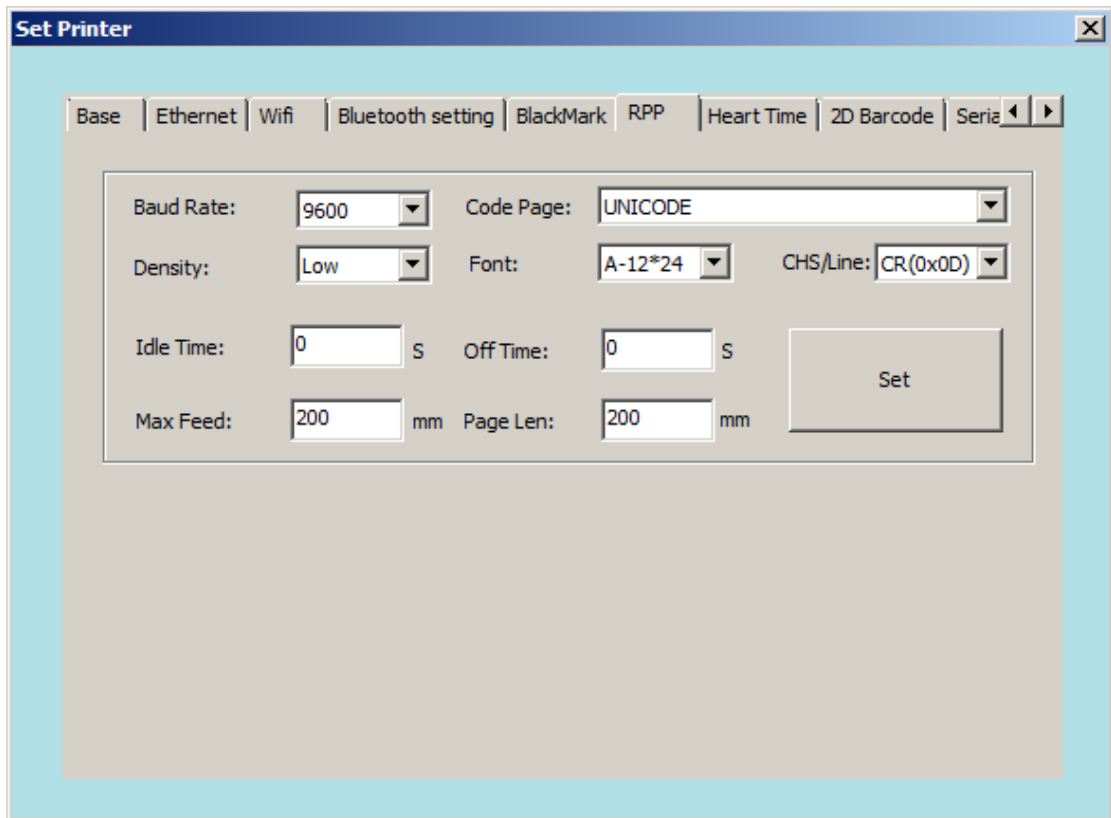 Set Printer
Base Ethernet Wifi Bluetooth setting BlackMark RPP Heart Time 2D Barcode Seria
Baud Rate: 9600 Code Page: UNICODE
Density: Low Font: A-12*24 CHS/Line: CR(0x0D)
Idle Time: 0 S Off Time: 0 S
Set
Max Feed: 200 mm Page Len: 200 mm